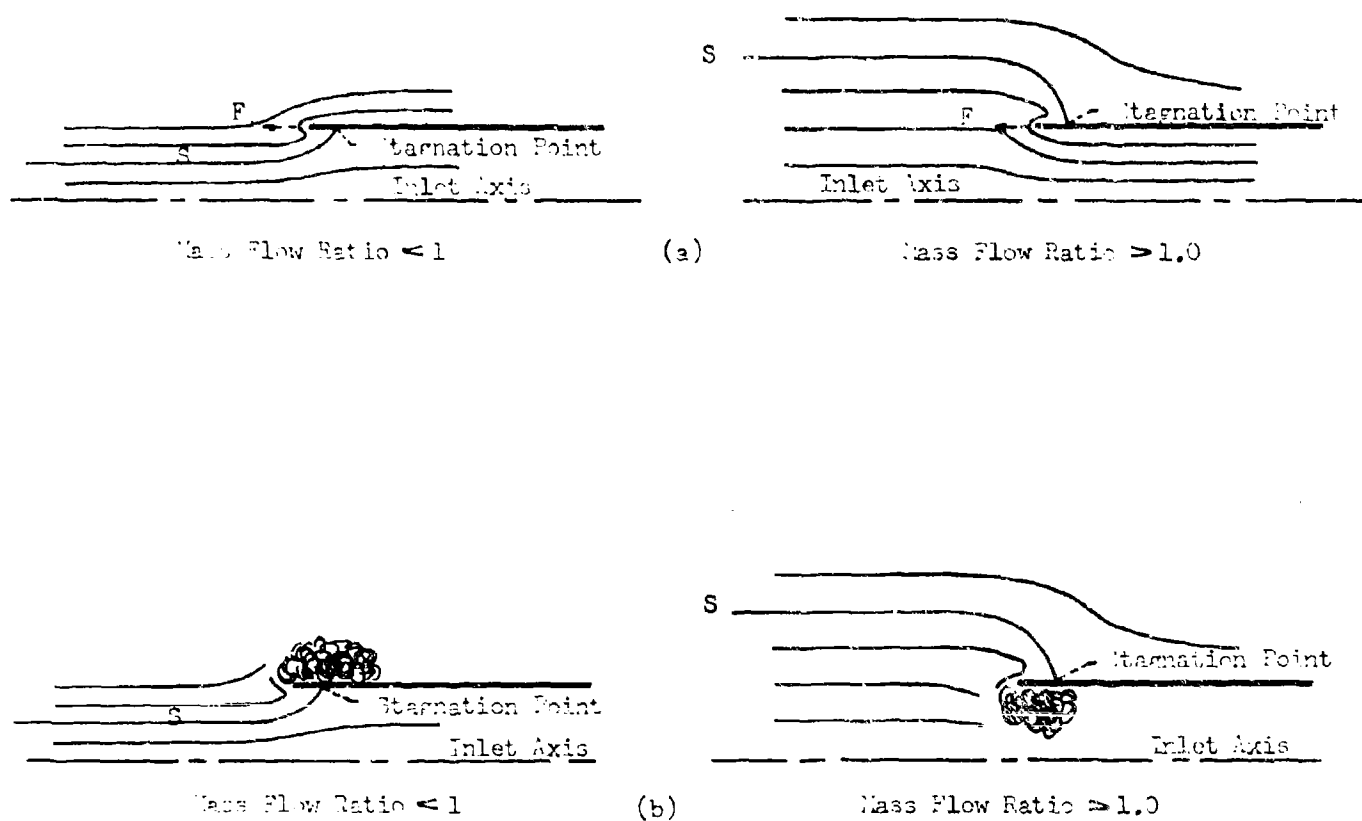 S
F
Stagnation Point
S
Inlet Axis
Mass Flow Ratio < 1
F
Stagnation Point
Inlet Axis
(a)
Mass Flow Ratio > 1.0
S
Stagnation Point
Inlet Axis
Mass Flow Ratio < 1
S
Stagnation Point
Inlet Axis
(b)
Mass Flow Ratio > 1.0